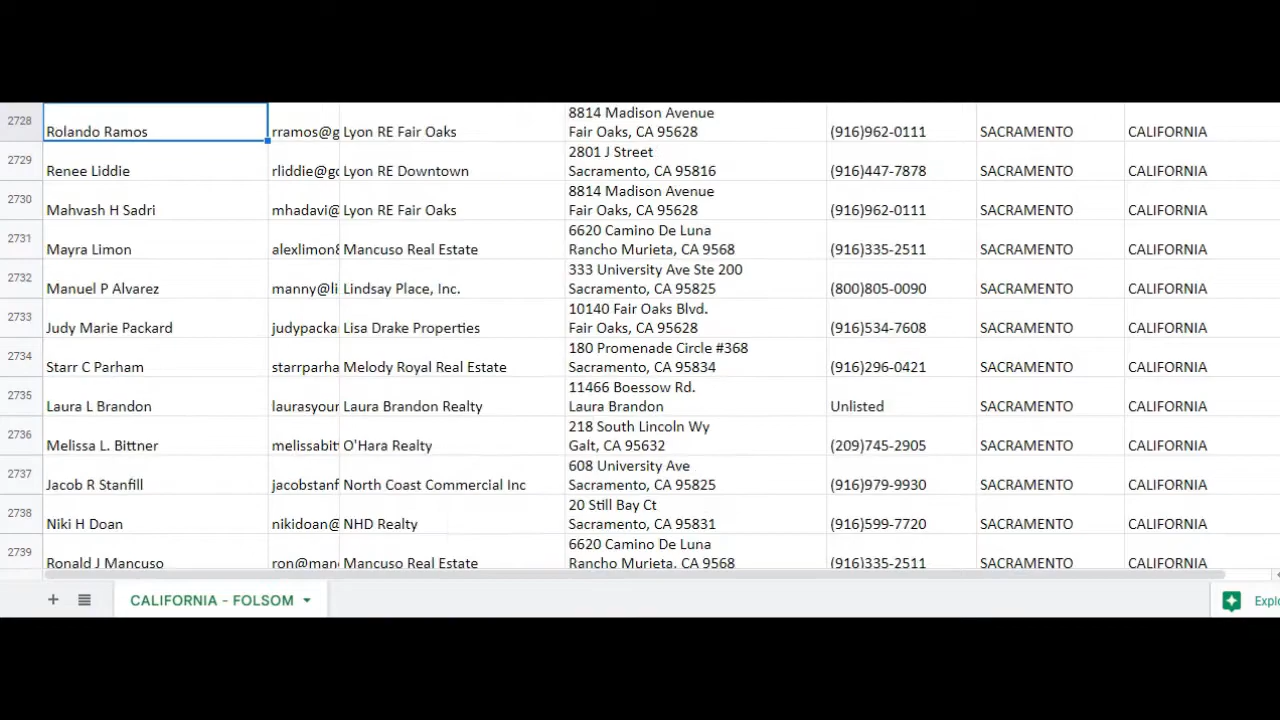 2728 Rolando Ramos rramos@g Lyon RE Fair Oaks 8814 Madison Avenue
Fair Oaks, CA 95628 (916)962-0111 SACRAMENTO CALIFORNIA
2729 Renee Liddie rliddie@gc Lyon RE Downtown 2801 J Street
Sacramento, CA 95816 (916)447-7878 SACRAMENTO CALIFORNIA
2730 Mahvash H Sadri mhadavi@ Lyon RE Fair Oaks 8814 Madison Avenue
Fair Oaks, CA 95628 (916)962-0111 SACRAMENTO CALIFORNIA
2731 Mayra Limon alexlimon8 Mancuso Real Estate 6620 Camino De Luna
Rancho Murieta, CA 9568 (916)335-2511 SACRAMENTO CALIFORNIA
2732 Manuel P Alvarez manny@li Lindsay Place, Inc. 333 University Ave Ste 200
Sacramento, CA 95825 (800)805-0090 SACRAMENTO CALIFORNIA
2733 Judy Marie Packard judypacka Lisa Drake Properties 10140 Fair Oaks Blvd.
Fair Oaks, CA 95628 (916)534-7608 SACRAMENTO CALIFORNIA
2734 Starr C Parham starrparha Melody Royal Real Estate 180 Promenade Circle #368
Sacramento, CA 95834 (916)296-0421 SACRAMENTO CALIFORNIA
2735 Laura L Brandon laurasyour Laura Brandon Realty 11466 Boessow Rd.
Laura Brandon Unlisted SACRAMENTO CALIFORNIA
2736 Melissa L. Bittner melissabit O'Hara Realty 218 South Lincoln Wy
Galt, CA 95632 (209)745-2905 SACRAMENTO CALIFORNIA
2737 Jacob R Stanfill jacobstanf North Coast Commercial Inc 608 University Ave
Sacramento, CA 95825 (916)979-9930 SACRAMENTO CALIFORNIA
2738 Niki H Doan nikidoan@ NHD Realty 20 Still Bay Ct
Sacramento, CA 95831 (916)599-7720 SACRAMENTO CALIFORNIA
2739 Ronald J Mancuso ron@man Mancuso Real Estate 6620 Camino De Luna
Rancho Murieta, CA 9568 (916)335-2511 SACRAMENTO CALIFORNIA
CALIFORNIA - FOLSOM
Explo